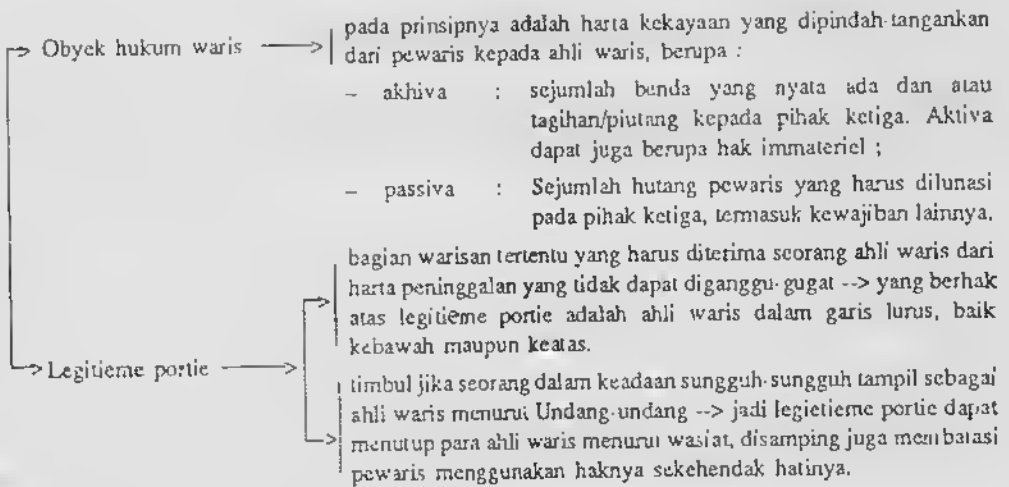 pada prinsipnya adalah harta kekayaan yang dipindah-tangankan
Obyek hukum waris
dari pewaris kepada ahli waris, berupa :
- akhiva : sejumlah benda yang nyata ada dan atau
tagihan/piutang kepada pihak ketiga. Aktiva
dapat juga berupa hak immateriel ;
- passiva : Sejumlah hutang pewaris yang harus dilunasi
pada pihak ketiga, termasuk kewajiban lainnya.
bagian warisan tertentu yang harus diterima seorang ahli waris dari
harta peninggalan yang tidak dapat diganggu-gugat --> yang berhak
atas legitieme portie adalah ahli waris dalam garis lurus, baik
kebawah maupun keatas.
Legitieme portie
timbul jika seorang dalam keadaan sungguh-sungguh tampil sebagai
ahli waris menurut Undang-undang --> jadi legietieme portie dapat
menutup para ahli waris menurut wasiat, disamping juga membatasi
pewaris menggunakan haknya sekehendak hatinya.